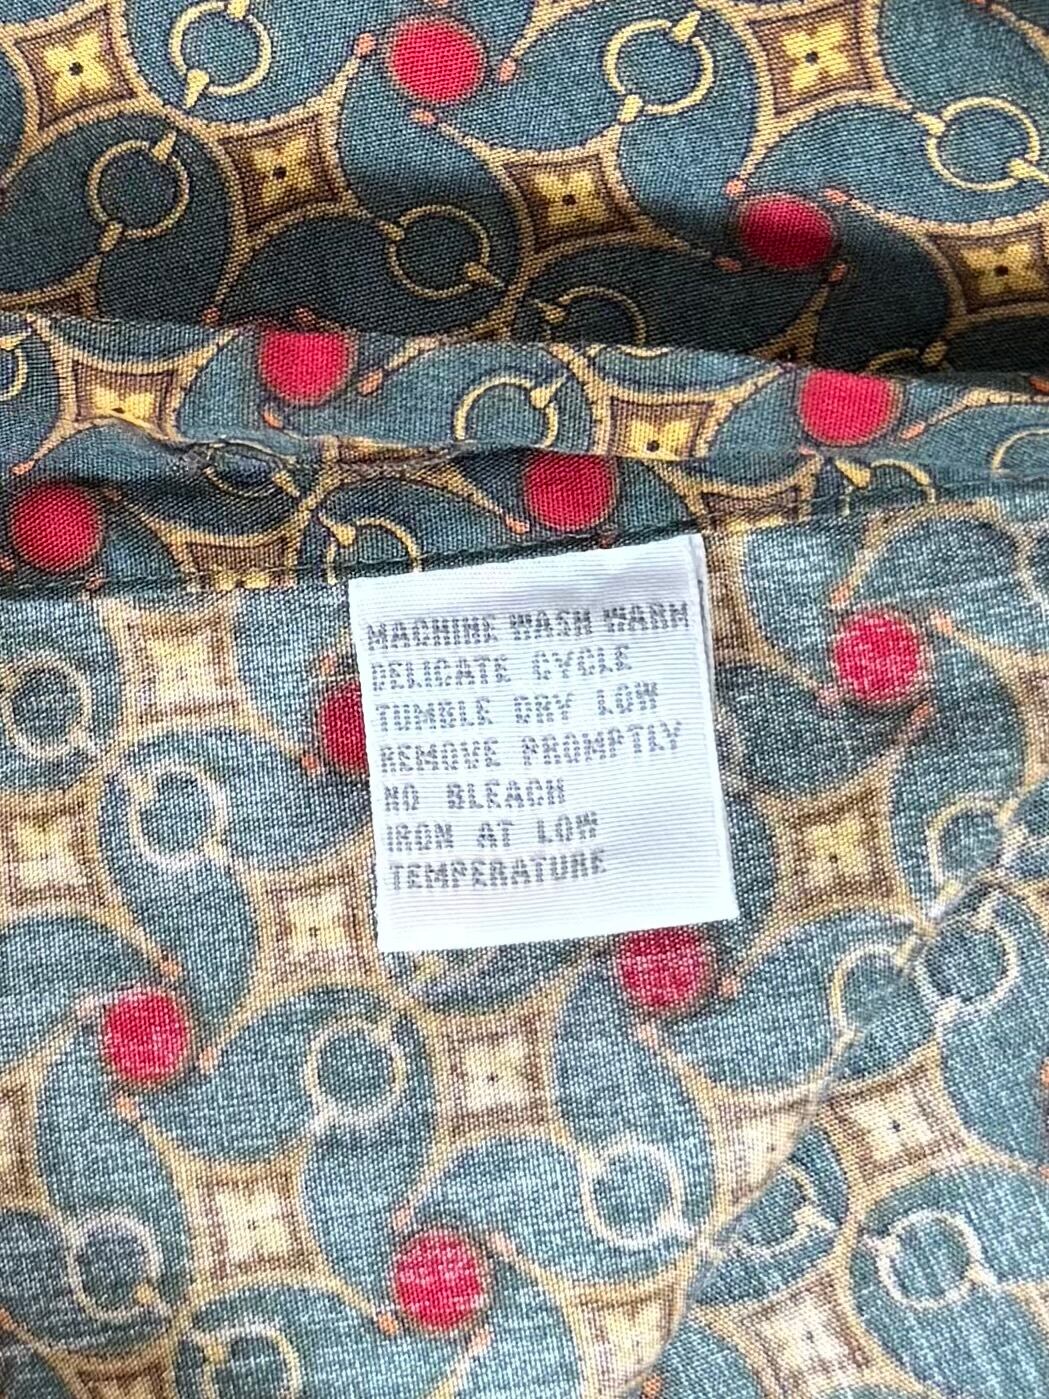 MACHINE WASH WARM
DELICATE CYCLE
TUMBLE DRY LOW
REMOVE PROMPTLY
NO BLEACH
IRON AT LOW
TEMPERATURE